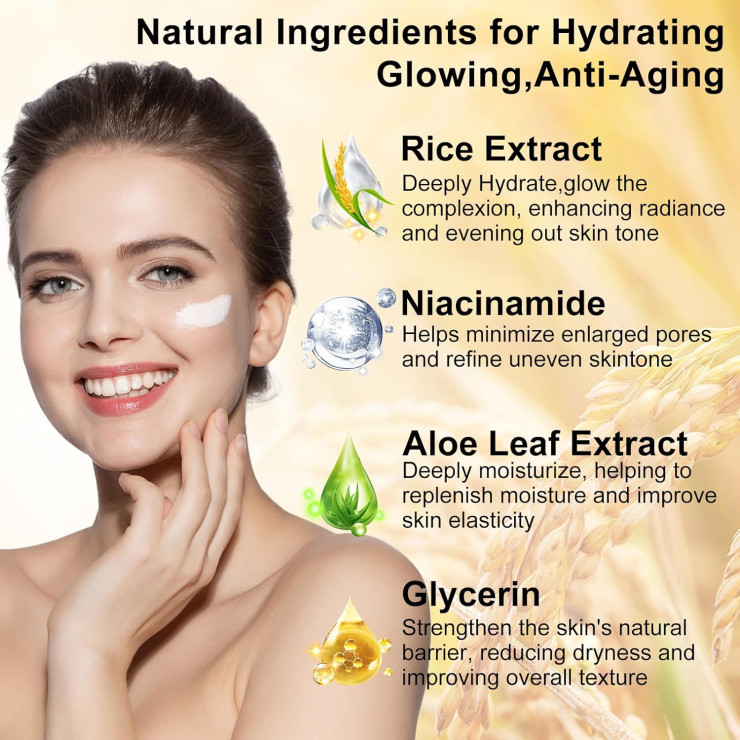 Natural Ingredients for Hydrating
Glowing,Anti-Aging
Rice Extract
Deeply Hydrate,glow the
complexion, enhancing radiance
and evening out skin tone
Niacinamide
Helps minimize enlarged pores
and refine uneven skintone
Aloe Leaf Extract
Deeply moisturize, helping to
replenish moisture and improve
skin elasticity
Glycerin
Strengthen the skin's natural
barrier, reducing dryness and
improving overall texture